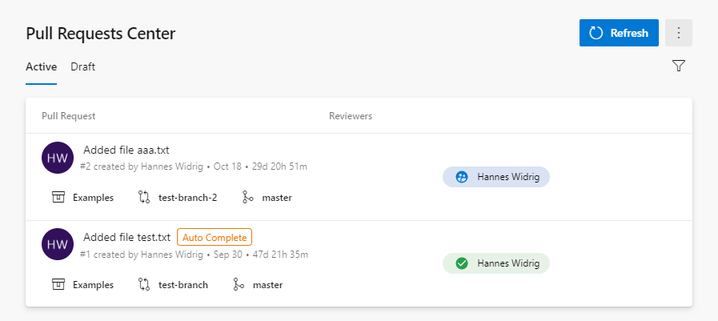 Pull Requests Center
Refresh
Active Draft
Pull Request Reviewers
HW Added file aaa.txt
#2 created by Hannes Widrig • Oct 18 • 29d 20h 51m
Hannes Widrig
Examples test-branch-2 master
HW Added file test.txt Auto Complete
#1 created by Hannes Widrig • Sep 30 • 47d 21h 35m
Hannes Widrig
Examples test-branch master